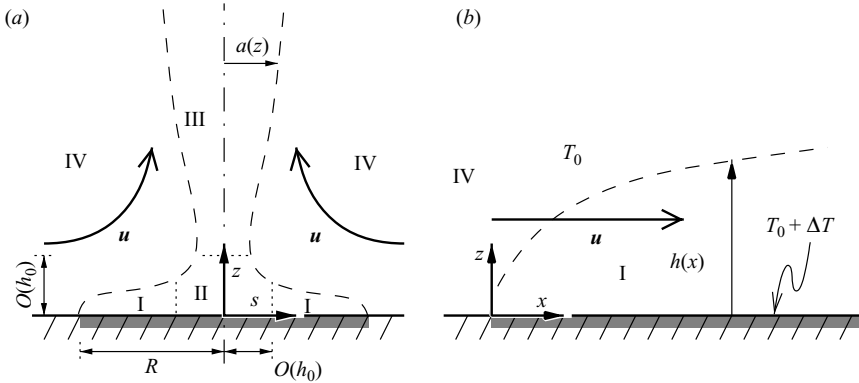 (a)
a(z)
III
IV
IV
u
u
O(h₀)
z
I
II
s
I
R
O(h₀)
(b)
T₀
IV
u
T₀ + ΔT
z
I
h(x)
x